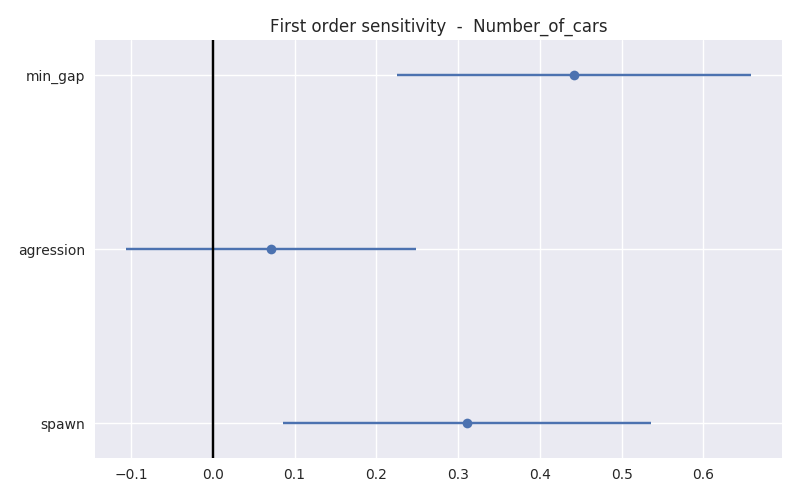 First order sensitivity  -  Number_of_cars
min_gap
agression
spawn
−0.1 0.0 0.1 0.2 0.3 0.4 0.5 0.6